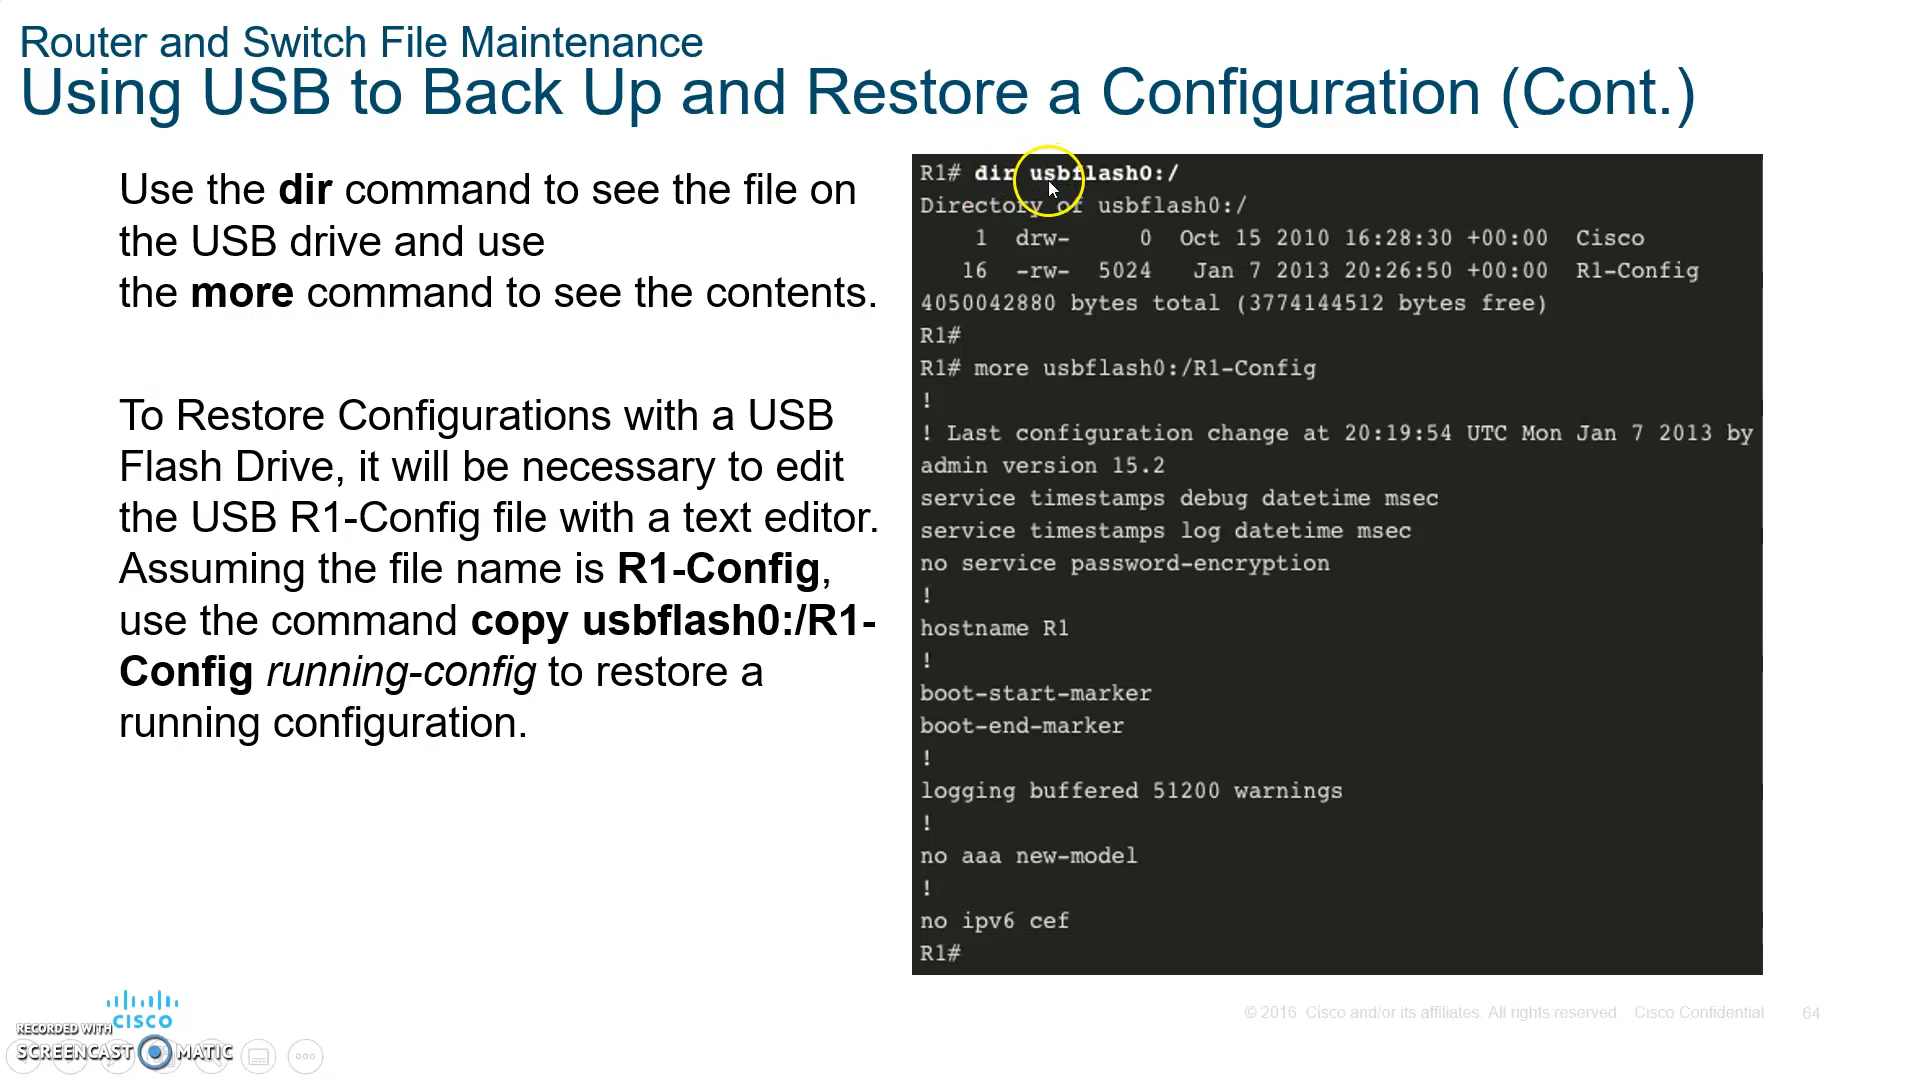 Router and Switch File Maintenance
Using USB to Back Up and Restore a Configuration (Cont.)
Use the dir command to see the file on
the USB drive and use
the more command to see the contents.
To Restore Configurations with a USB
Flash Drive, it will be necessary to edit
the USB R1-Config file with a text editor.
Assuming the file name is R1-Config,
use the command copy usbflash0:/R1-
Config running-config to restore a
running configuration.
R1# dir usbflash0:/
Directory of usbflash0:/
1 drw- 0 Oct 15 2010 16:28:30 +00:00 Cisco
16 -rw- 5024 Jan 7 2013 20:26:50 +00:00 R1-Config
4050042880 bytes total (3774144512 bytes free)
R1#
R1# more usbflash0:/R1-Config
!
! Last configuration change at 20:19:54 UTC Mon Jan 7 2013 by
admin version 15.2
service timestamps debug datetime msec
service timestamps log datetime msec
no service password-encryption
!
hostname R1
!
boot-start-marker
boot-end-marker
!
logging buffered 51200 warnings
!
no aaa new-model
!
no ipv6 cef
R1#
CISCO
RECORDED WITH
SCREENCAST MATIC
© 2016 Cisco and/or its affiliates. All rights reserved. Cisco Confidential 64